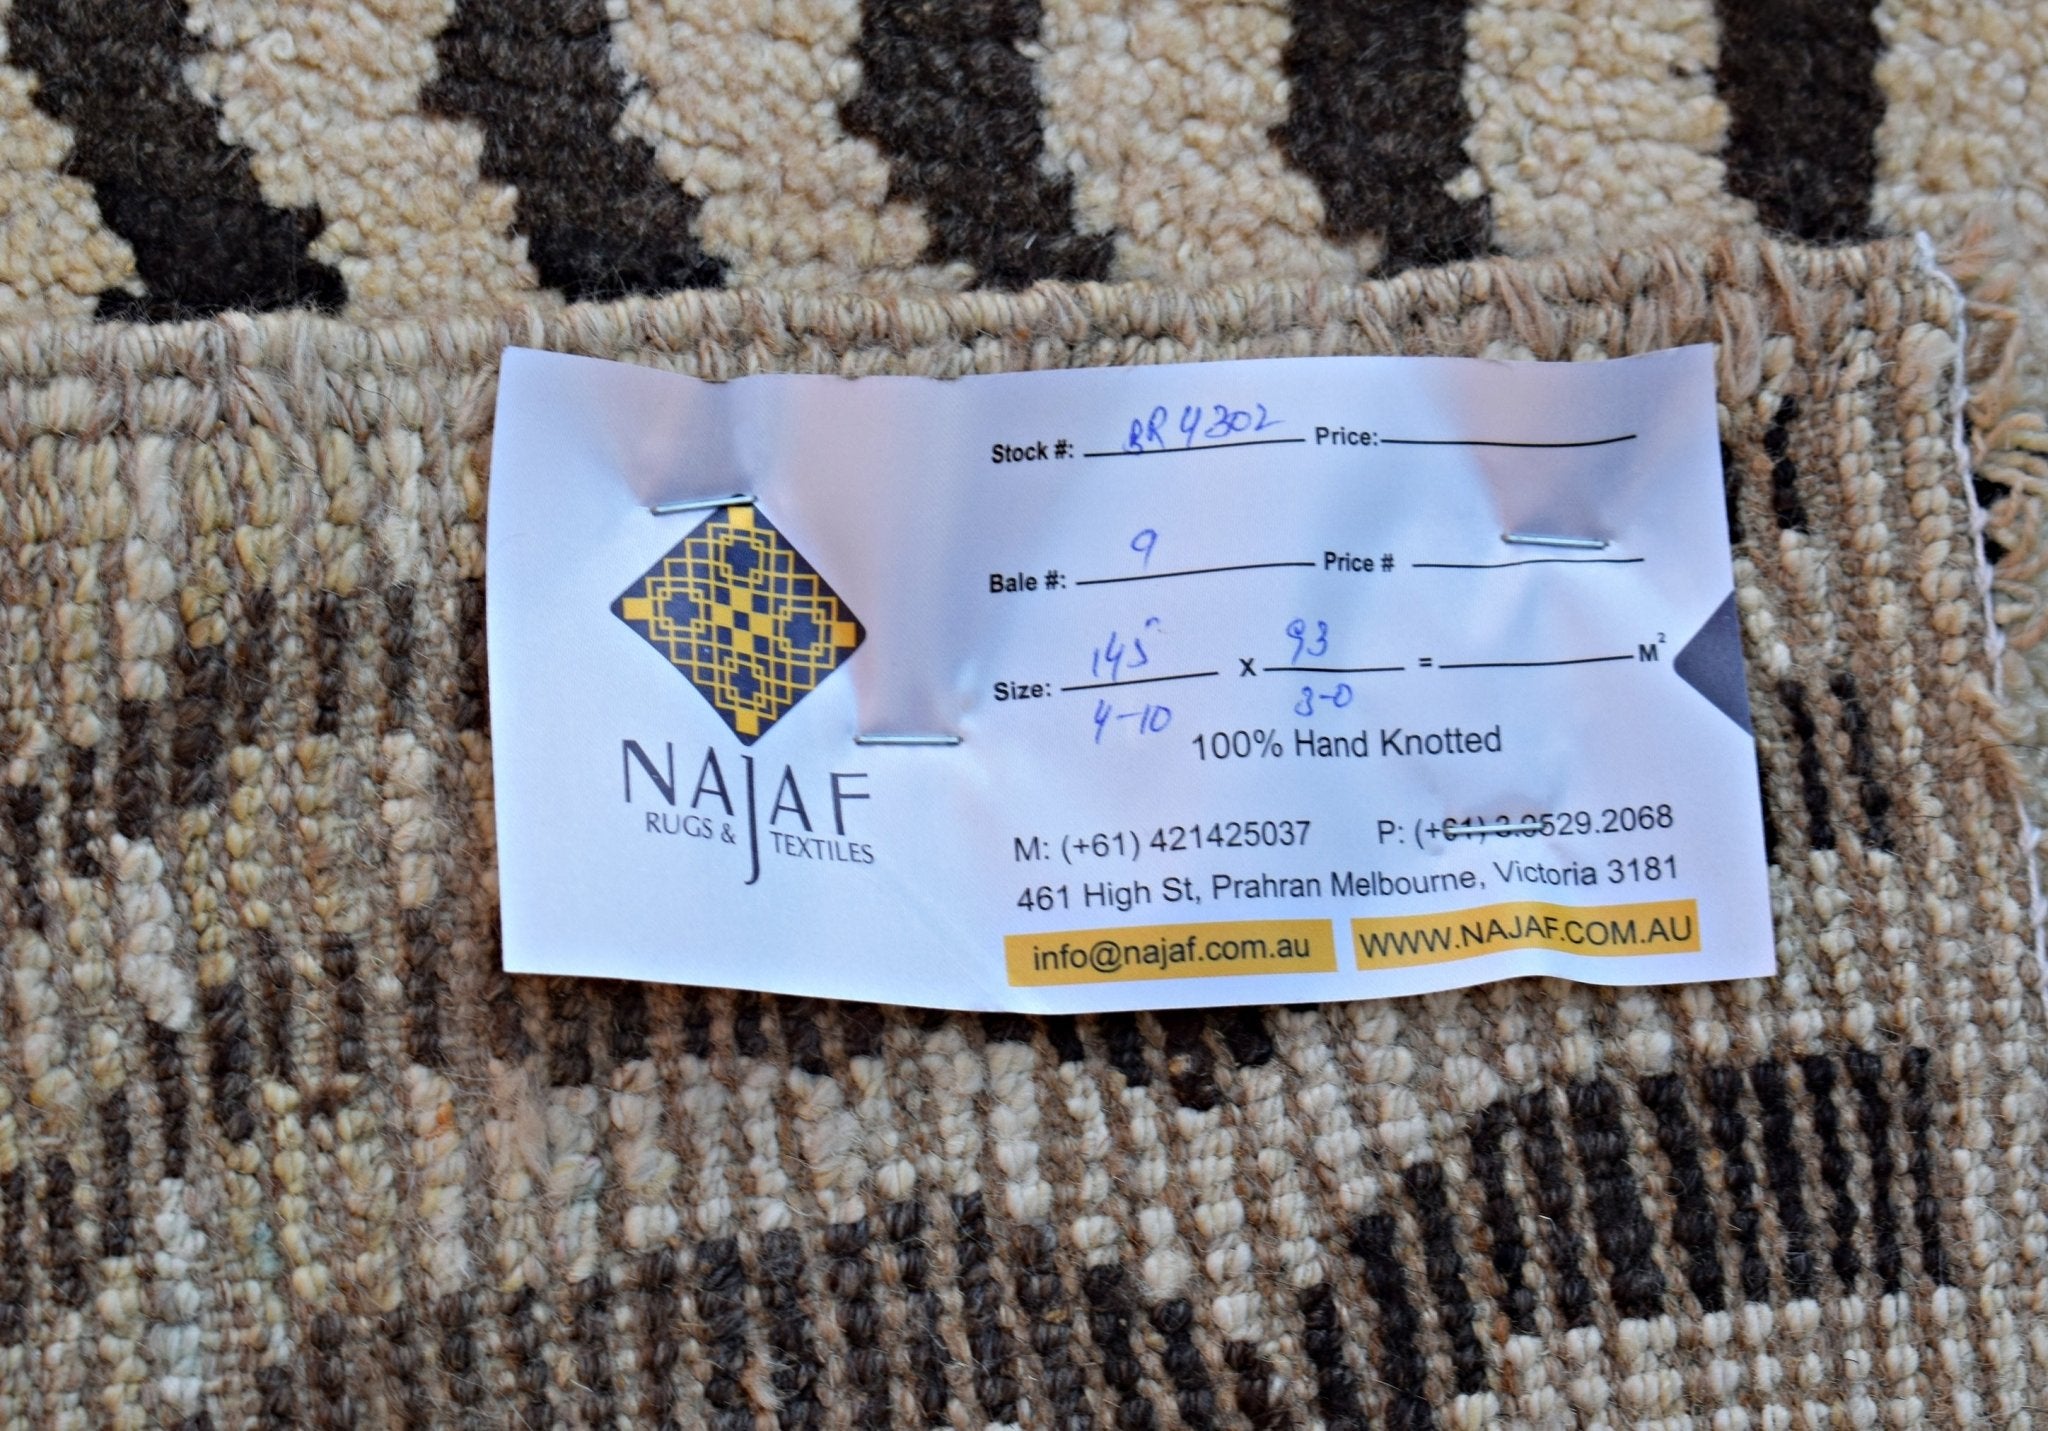 Stock #: BR 4302 Price:
Bale #: 9 Price #
Size: 145 X 93 = M²
4-10 3-0
100% Hand Knotted
NAJAF
RUGS & TEXTILES
M: (+61) 421425037 P: (+61) 3.9529.2068
461 High St, Prahran Melbourne, Victoria 3181
info@najaf.com.au WWW.NAJAF.COM.AU